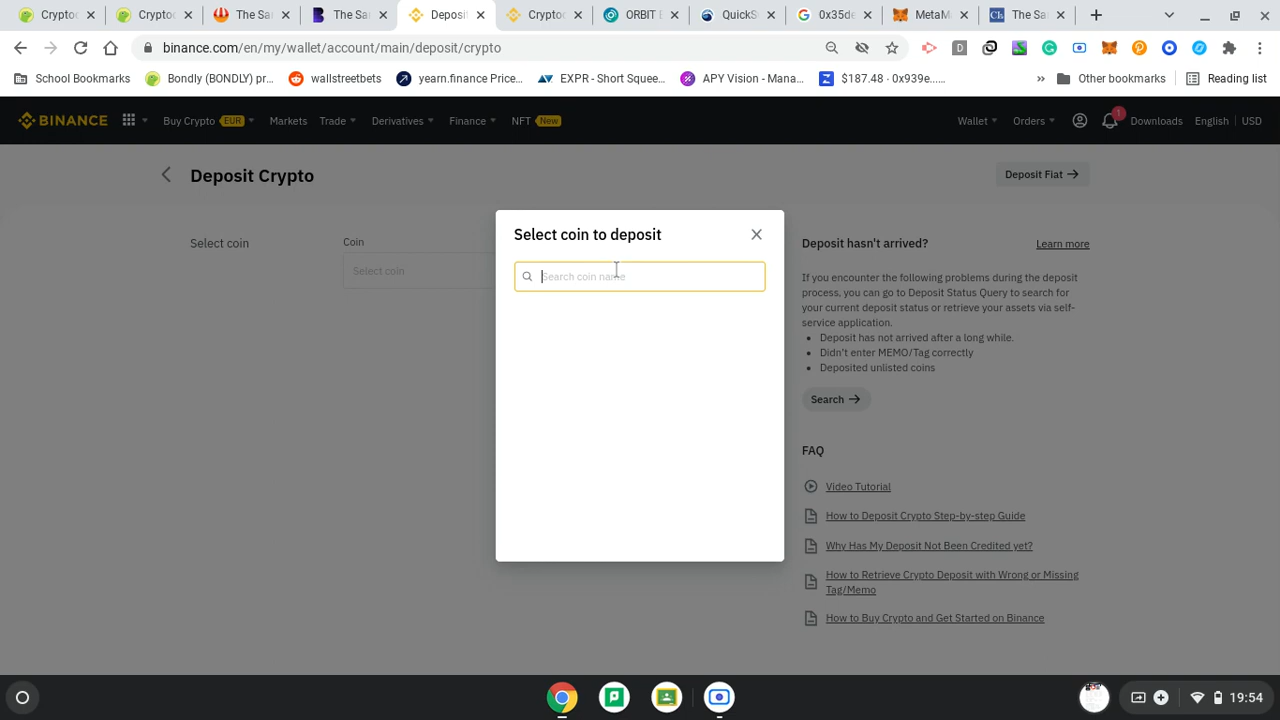 Cryptoc
Cryptoc
The Sar
The Sar
Deposit
Crypto
ORBIT B
QuickS
0x35de
MetaM
The Sar
binance.com/en/my/wallet/account/main/deposit/crypto
School Bookmarks
Bondly (BONDLY) pr...
wallstreetbets
yearn.finance Price...
EXPR - Short Squee...
APY Vision - Mana...
$187.48 · 0x939e......
»
Other bookmarks
Reading list
BINANCE
Buy Crypto EUR
Markets
Trade
Derivatives
Finance
NFT New
Wallet
Orders
1
Downloads
English
USD
Deposit Crypto
Deposit Fiat →
Select coin
Coin
Select coin
Select coin to deposit
Search coin name
Deposit hasn't arrived?
Learn more
If you encounter the following problems during the deposit
process, you can go to Deposit Status Query to search for
your current deposit status or retrieve your assets via self-
service application.
• Deposit has not arrived after a long while.
• Didn't enter MEMO/Tag correctly
• Deposited unlisted coins
Search →
FAQ
Video Tutorial
How to Deposit Crypto Step-by-step Guide
Why Has My Deposit Not Been Credited yet?
How to Retrieve Crypto Deposit with Wrong or Missing
Tag/Memo
How to Buy Crypto and Get Started on Binance
19:54